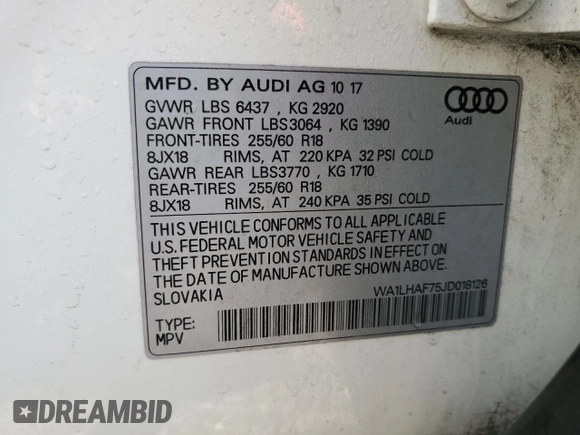 MFD. BY AUDI AG 10 17
GVWR LBS 6437 , KG 2920
GAWR FRONT LBS3064 , KG 1390
FRONT-TIRES 255/60 R18
8JX18 RIMS, AT 220 KPA 32 PSI COLD
GAWR REAR LBS3770 , KG 1710
REAR-TIRES 255/60 R18
8JX18 RIMS, AT 240 KPA 35 PSI COLD
Audi
THIS VEHICLE CONFORMS TO ALL APPLICABLE
U.S. FEDERAL MOTOR VEHICLE SAFETY AND
THEFT PREVENTION STANDARDS IN EFFECT ON
THE DATE OF MANUFACTURE SHOWN ABOVE.
SLOVAKIA
WA1LHAF75JD018126
TYPE:
MPV
DREAMBID